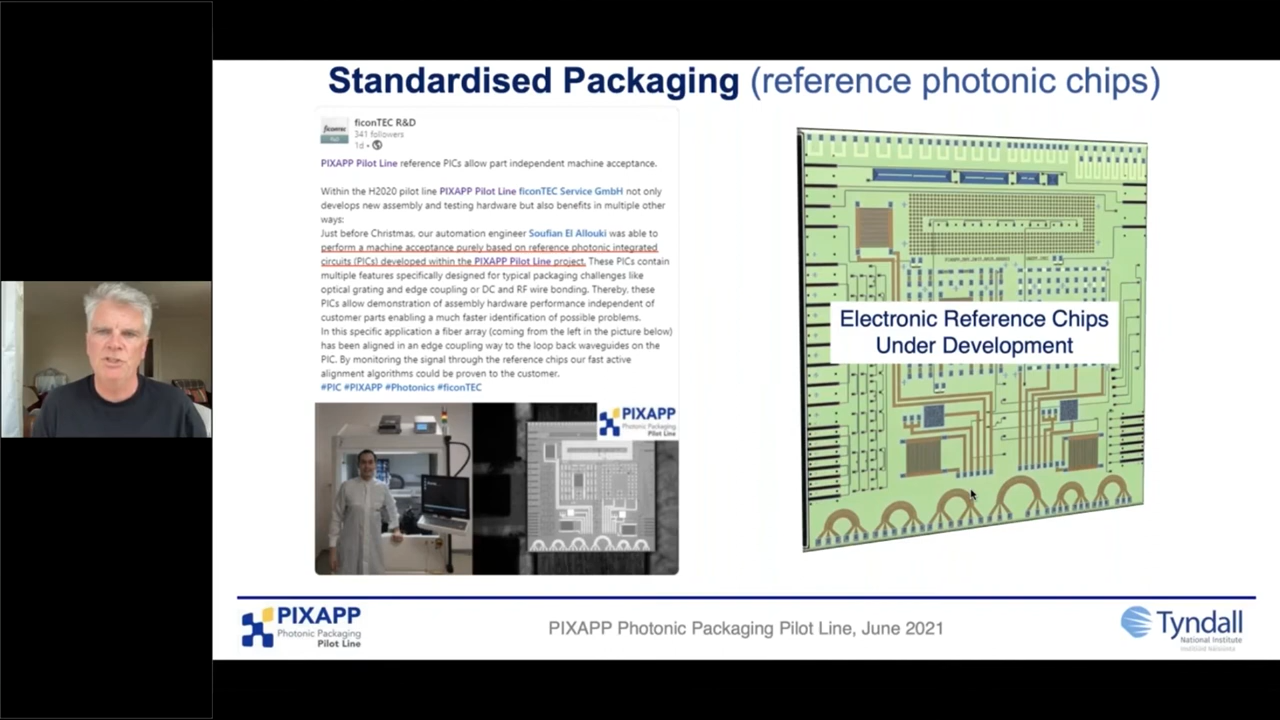 Standardised Packaging (reference photonic chips)
ficonTEC R&D
341 followers
1d •
PIXAPP Pilot Line reference PICs allow part independent machine acceptance.
Within the H2020 pilot line PIXAPP Pilot Line ficonTEC Service GmbH not only
develops new assembly and testing hardware but also benefits in multiple other
ways:
Just before Christmas, our automation engineer Soufian El Allouki was able to
perform a machine acceptance purely based on reference photonic integrated
circuits (PICs) developed within the PIXAPP Pilot Line project. These PICs contain
multiple features specifically designed for typical packaging challenges like
optical grating and edge coupling or DC and RF wire bonding. Thereby, these
PICs allow demonstration of assembly hardware performance independent of
customer parts enabling a much faster identification of possible problems.
In this specific application a fiber array (coming from the left in the picture below)
has been aligned in an edge coupling way to the loop back waveguides on the
PIC. By monitoring the signal through the reference chips our fast active
alignment algorithms could be proven to the customer.
#PIC #PIXAPP #Photonics #ficonTEC
PIXAPP
Photonic Packaging
Pilot Line
Electronic Reference Chips
Under Development
PIXAPP
Photonic Packaging
Pilot Line
PIXAPP Photonic Packaging Pilot Line, June 2021
Tyndall
National Institute